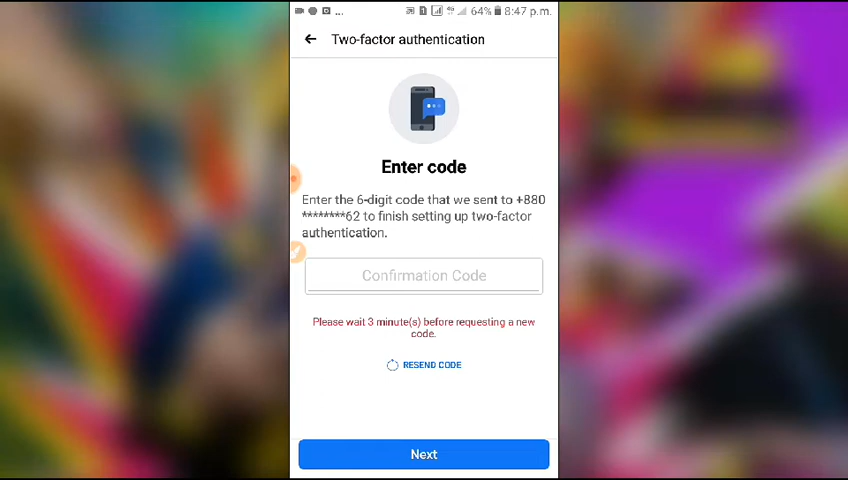 ... 64% 8:47 p.m.
Two-factor authentication
Enter code
Enter the 6-digit code that we sent to +880
********62 to finish setting up two-factor
authentication.
Confirmation Code
Please wait 3 minute(s) before requesting a new
code.
RESEND CODE
Next